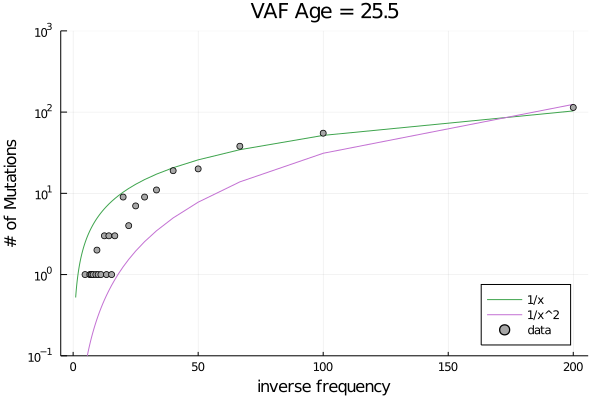 VAF Age = 25.5
# of Mutations
10^3
10^2
10^1
10^0
10^-1
0 50 100 150 200
inverse frequency
1/x
1/x^2
data